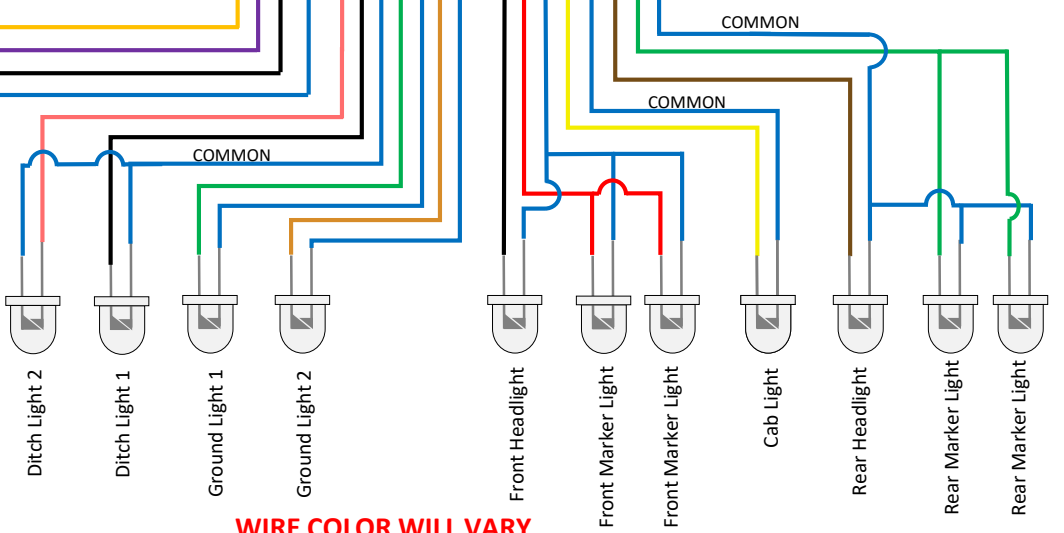 COMMON
COMMON
COMMON
Ditch Light 2
Ditch Light 1
Ground Light 1
Ground Light 2
Front Headlight
Front Marker Light
Front Marker Light
Cab Light
Rear Headlight
Rear Marker Light
Rear Marker Light
WIRE COLOR WILL VARY